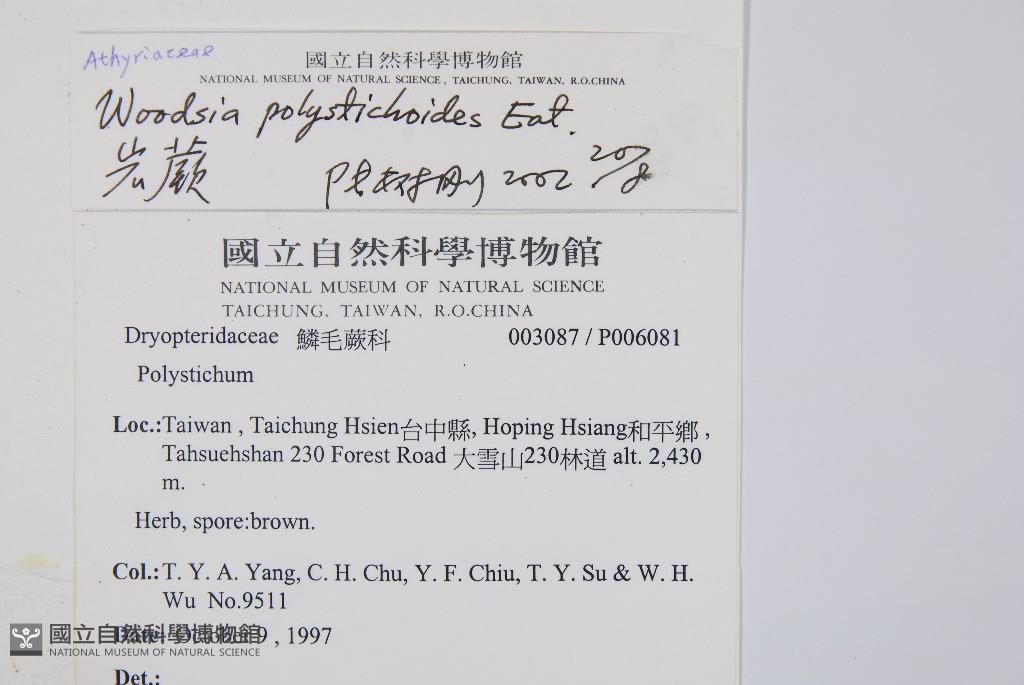 Athyriaceae
國立自然科學博物館
NATIONAL MUSEUM OF NATURAL SCIENCE, TAICHUNG, TAIWAN, R.O.CHINA
Woodsia polystichoides Eat.
岩蕨 2002
國立自然科學博物館
NATIONAL MUSEUM OF NATURAL SCIENCE
TAICHUNG, TAIWAN, R.O.CHINA
Dryopteridaceae 鱗毛蕨科 003087 / P006081
Polystichum
Loc.:Taiwan , Taichung Hsien台中縣, Hoping Hsiang和平鄉 ,
Tahsuehshan 230 Forest Road 大雪山230林道 alt. 2,430
m.
Herb, spore:brown.
Col.:T. Y. A. Yang, C. H. Chu, Y. F. Chiu, T. Y. Su & W. H.
Wu No.9511
Date: October 9 , 1997
國立自然科學博物館
NATIONAL MUSEUM OF NATURAL SCIENCE
Det.: